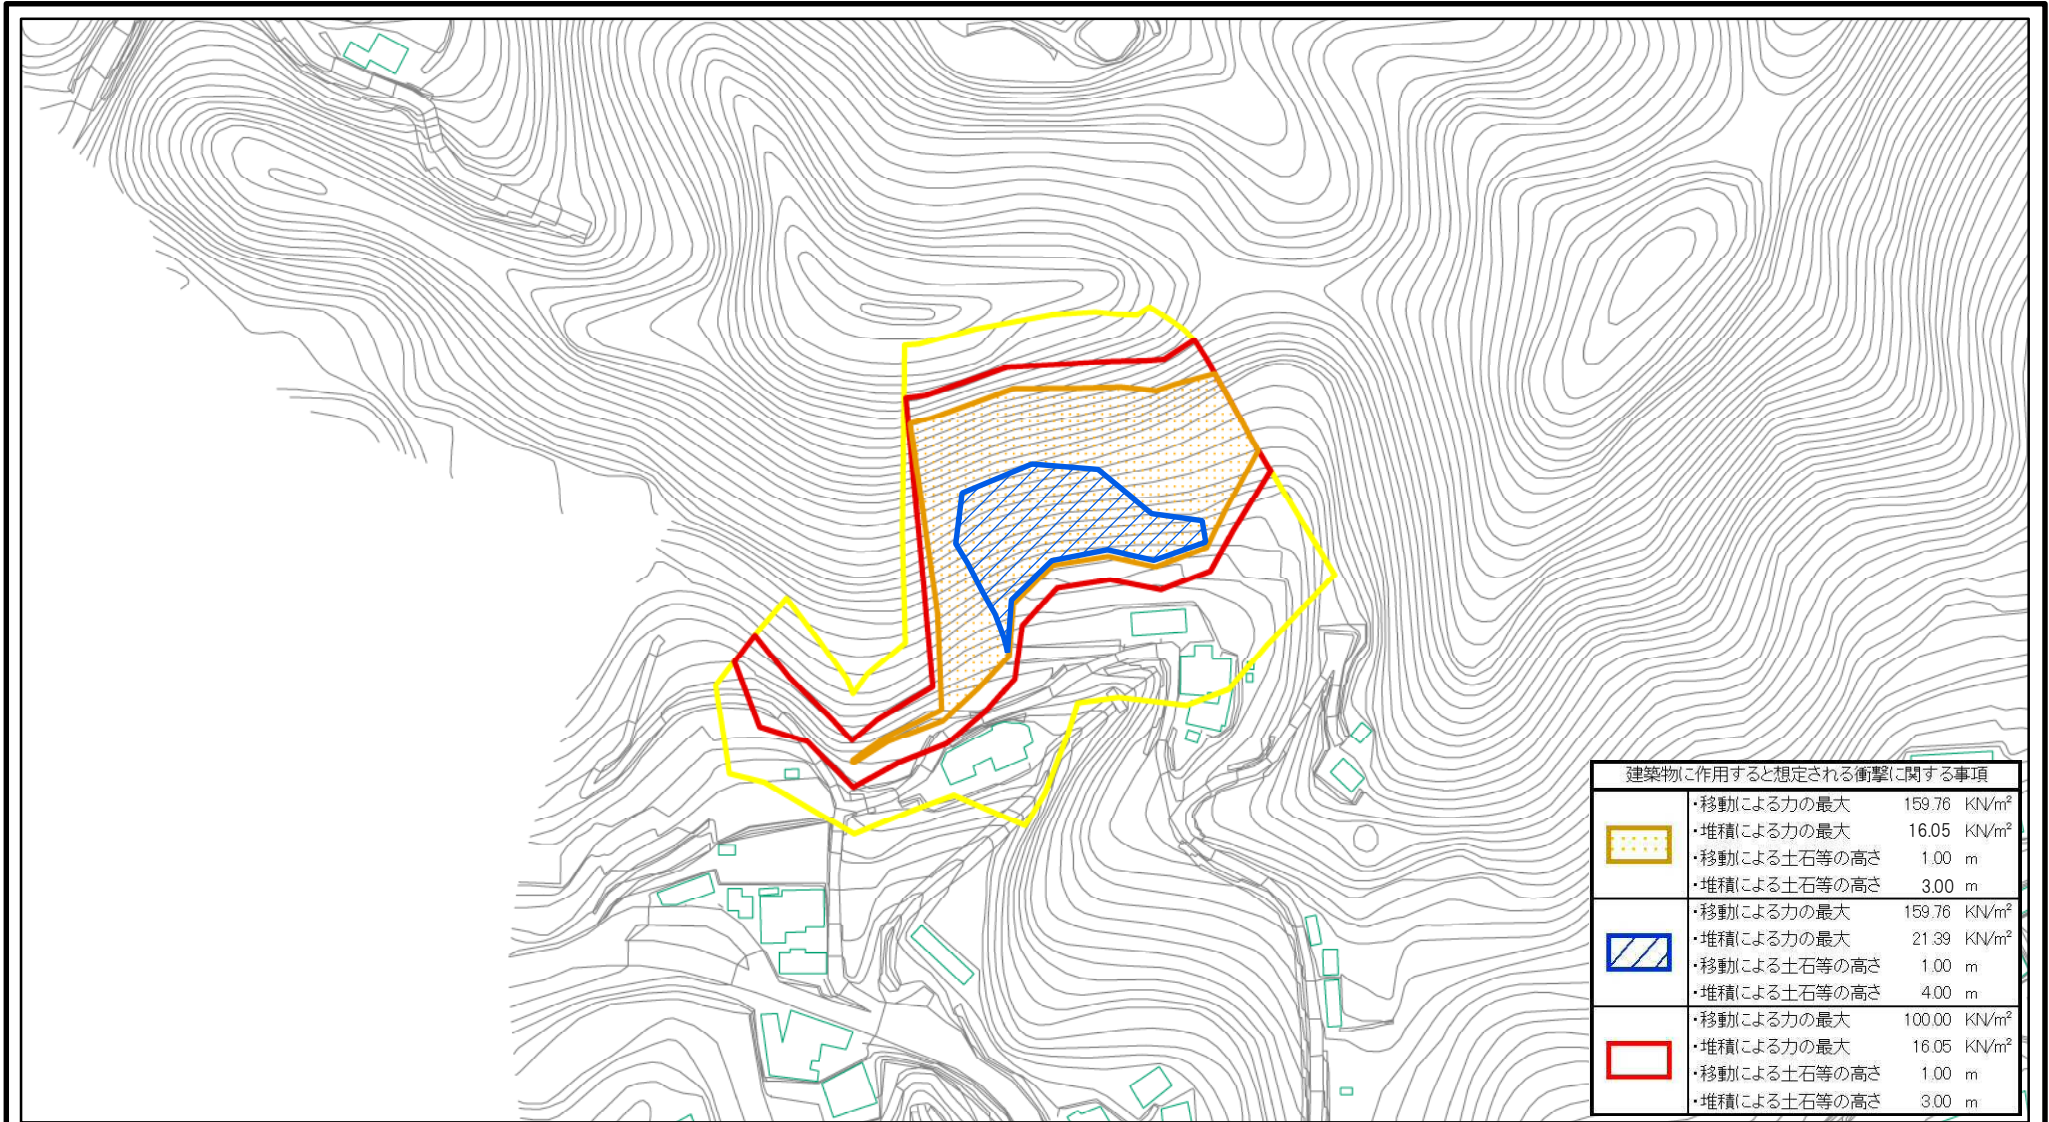 建築物に作用すると想定される衝撃に関する事項
・移動による力の最大 159.76 KN/m²
・堆積による力の最大 16.05 KN/m²
・移動による土石等の高さ 1.00 m
・堆積による土石等の高さ 3.00 m
・移動による力の最大 159.76 KN/m²
・堆積による力の最大 21.39 KN/m²
・移動による土石等の高さ 1.00 m
・堆積による土石等の高さ 4.00 m
・移動による力の最大 100.00 KN/m²
・堆積による力の最大 16.05 KN/m²
・移動による土石等の高さ 1.00 m
・堆積による土石等の高さ 3.00 m